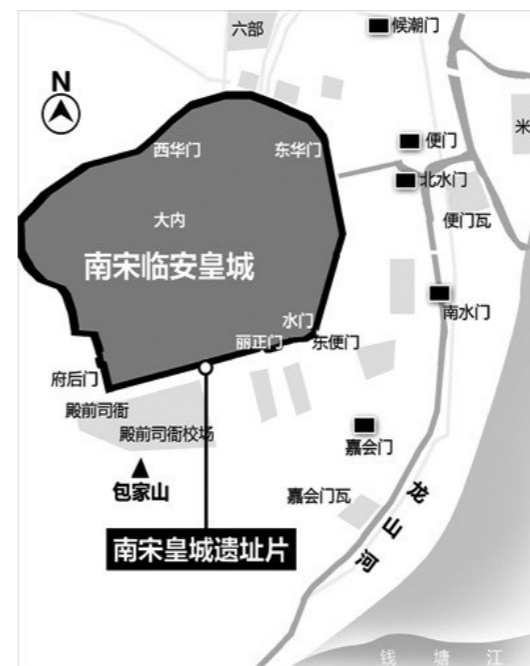 六部
候潮门
N
米
西华门
东华门
便门
北水门
大内
便门瓦
南宋临安皇城
南水门
水门
丽正门
东便门
府后门
殿前司衙
殿前司衙校场
嘉会门
包家山
嘉会门瓦
龙山河
南宋皇城遗址片
钱塘江